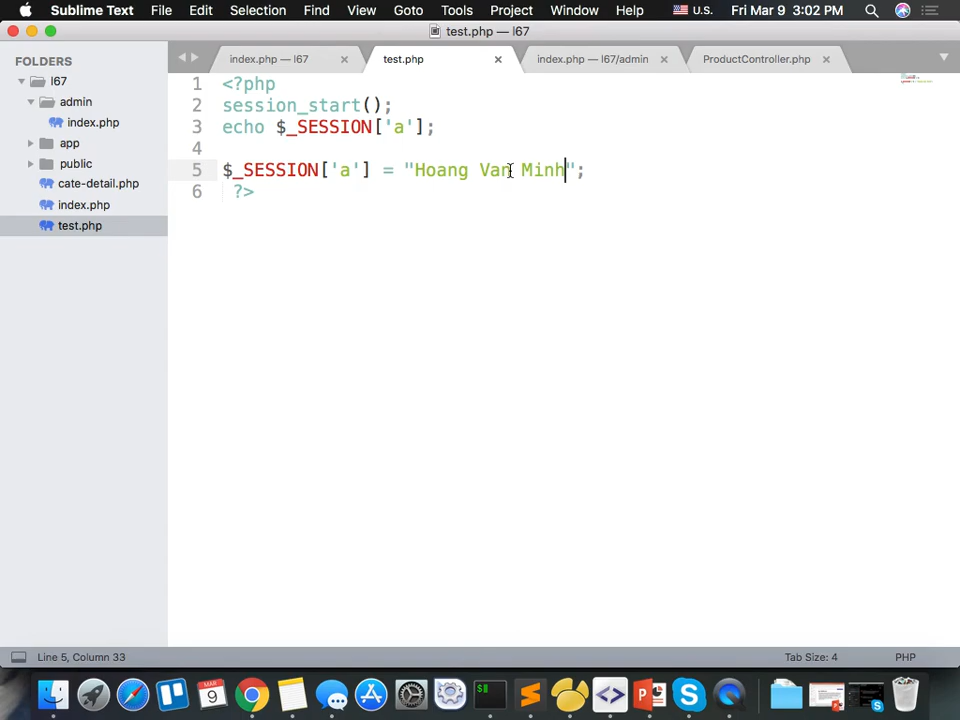 Sublime Text File Edit Selection Find View Goto Tools Project Window Help U.S. Fri Mar 9 3:02 PM
test.php — l67
FOLDERS
l67
admin
index.php
app
public
cate-detail.php
index.php
test.php
index.php — l67 × test.php × index.php — l67/admin × ProductController.php ×
1 <?php
2 session_start();
3 echo $_SESSION['a'];
4
5 $_SESSION['a'] = "Hoang Van Minh";
6 ?>
Line 5, Column 33 Tab Size: 4 PHP
MAR
9
$